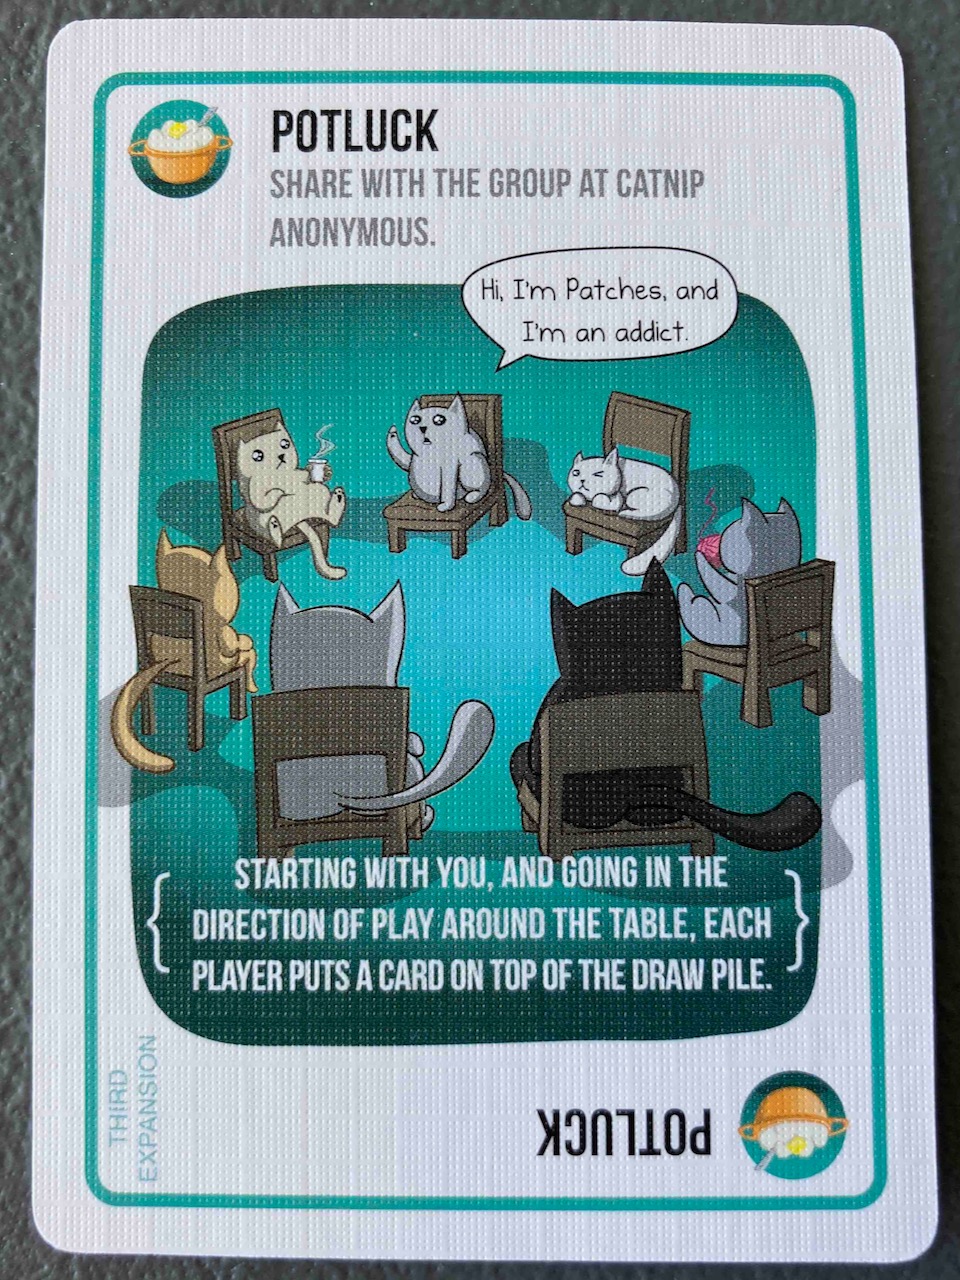 POTLUCK
SHARE WITH THE GROUP AT CATNIP
ANONYMOUS.
Hi, I'm Patches, and
I'm an addict.
STARTING WITH YOU, AND GOING IN THE
DIRECTION OF PLAY AROUND THE TABLE, EACH
PLAYER PUTS A CARD ON TOP OF THE DRAW PILE.
THIRD
EXPANSION
POTLUCK